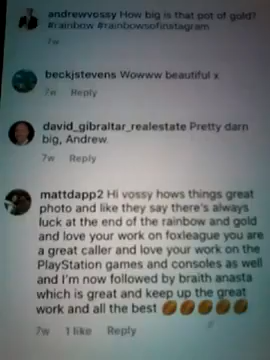 andrewvossy How big is that pot of gold?
#rainbow #rainbowsofinstagram
7w
beckjstevens Wowww beautiful x
7w Reply
david_gibraltar_realestate Pretty darn
big, Andrew.
7w Reply
mattdapp2 Hi vossy hows things great
photo and like they say there's always
luck at the end of the rainbow and gold
and love your work on foxleague you are
a great caller and love your work on the
PlayStation games and consoles as well
and I'm now followed by braith anasta
which is great and keep up the great
work and all the best 🏉🏉🏉🏉🏉
7w 1 like Reply